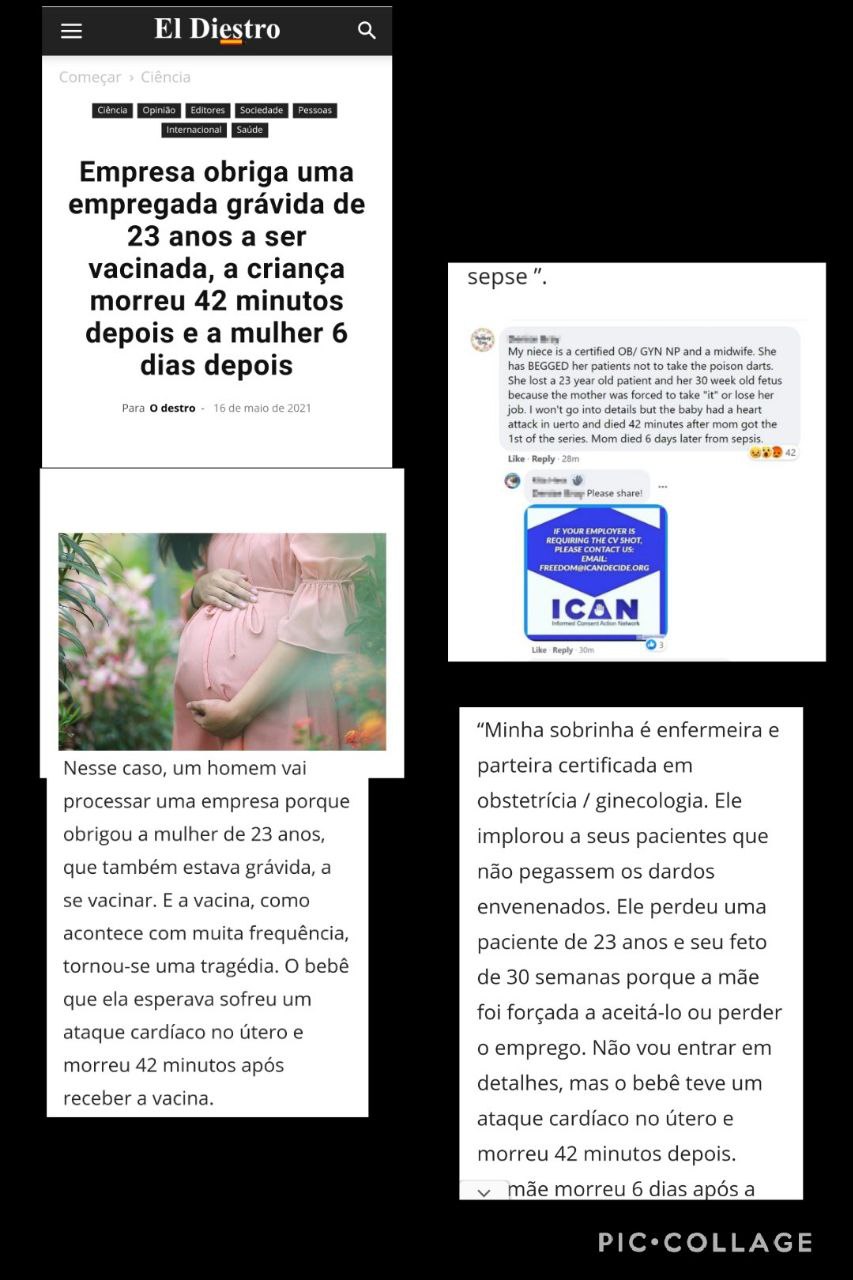 El Diestro
Começar › Ciência
Ciência Opinião Editores Sociedade Pessoas
Internacional Saúde
Empresa obriga uma
empregada grávida de
23 anos a ser
vacinada, a criança
morreu 42 minutos
depois e a mulher 6
dias depois
Para O destro - 16 de maio de 2021
Nesse caso, um homem vai
processar uma empresa porque
obrigou a mulher de 23 anos,
que também estava grávida, a
se vacinar. E a vacina, como
acontece com muita frequência,
tornou-se uma tragédia. O bebê
que ela esperava sofreu um
ataque cardíaco no útero e
morreu 42 minutos após
receber a vacina.
sepse ”.
My niece is a certified OB/ GYN NP and a midwife. She
has BEGGED her patients not to take the poison darts.
She lost a 23 year old patient and her 30 week old fetus
because the mother was forced to take "it" or lose her
job. I won't go into details but the baby had a heart
attack in uerto and died 42 minutes after mom got the
1st of the series. Mom died 6 days later from sepsis.
Like · Reply · 28m
42
Please share!
IF YOUR EMPLOYER IS
REQUIRING THE CV SHOT,
PLEASE CONTACT US:
EMAIL:
FREEDOM@ICANDECIDE.ORG
ICAN
Informed Consent Action Network
Like · Reply · 30m
3
“Minha sobrinha é enfermeira e
parteira certificada em
obstetrícia / ginecologia. Ele
implorou a seus pacientes que
não pegassem os dardos
envenenados. Ele perdeu uma
paciente de 23 anos e seu feto
de 30 semanas porque a mãe
foi forçada a aceitá-lo ou perder
o emprego. Não vou entrar em
detalhes, mas o bebê teve um
ataque cardíaco no útero e
morreu 42 minutos depois.
mãe morreu 6 dias após a
PIC•COLLAGE